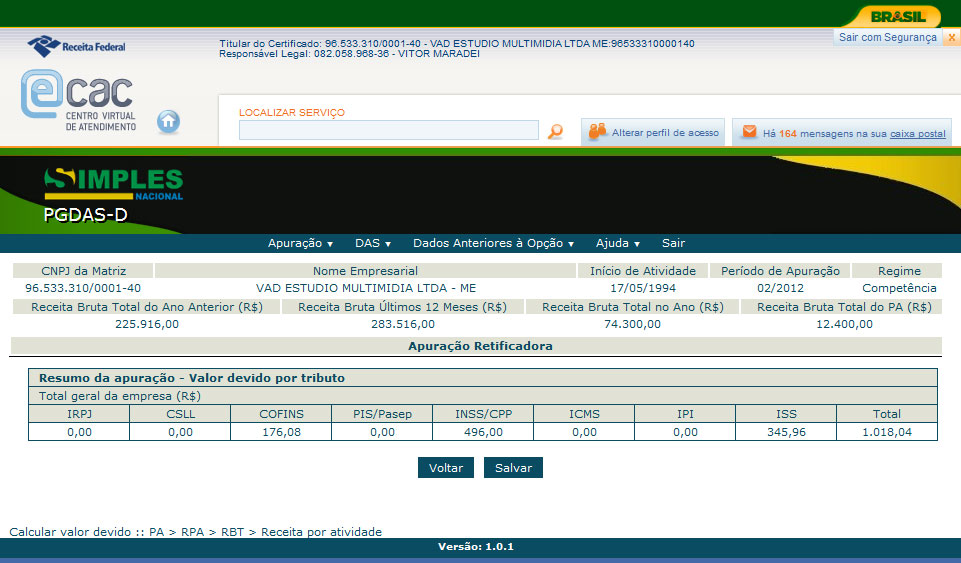 BRASIL
Sair com Segurança x
Receita Federal
Titular do Certificado: 96.533.310/0001-40 - VAD ESTUDIO MULTIMIDIA LTDA ME:96533310000140
Responsável Legal: 082.058.968-36 - VITOR MARADEI
ecac
CENTRO VIRTUAL
DE ATENDIMENTO
LOCALIZAR SERVIÇO
Alterar perfil de acesso
Há 164 mensagens na sua caixa postal
SIMPLES
NACIONAL
PGDAS-D
Apuração ▼ DAS ▼ Dados Anteriores à Opção ▼ Ajuda ▼ Sair
CNPJ da Matriz Nome Empresarial Início de Atividade Período de Apuração Regime
96.533.310/0001-40 VAD ESTUDIO MULTIMIDIA LTDA - ME 17/05/1994 02/2012 Competência
Receita Bruta Total do Ano Anterior (R$) Receita Bruta Últimos 12 Meses (R$) Receita Bruta Total no Ano (R$) Receita Bruta Total do PA (R$)
225.916,00 283.516,00 74.300,00 12.400,00
Apuração Retificadora
Resumo da apuração - Valor devido por tributo
Total geral da empresa (R$)
IRPJ CSLL COFINS PIS/Pasep INSS/CPP ICMS IPI ISS Total
0,00 0,00 176,08 0,00 496,00 0,00 0,00 345,96 1.018,04
Voltar Salvar
Calcular valor devido :: PA > RPA > RBT > Receita por atividade
Versão: 1.0.1